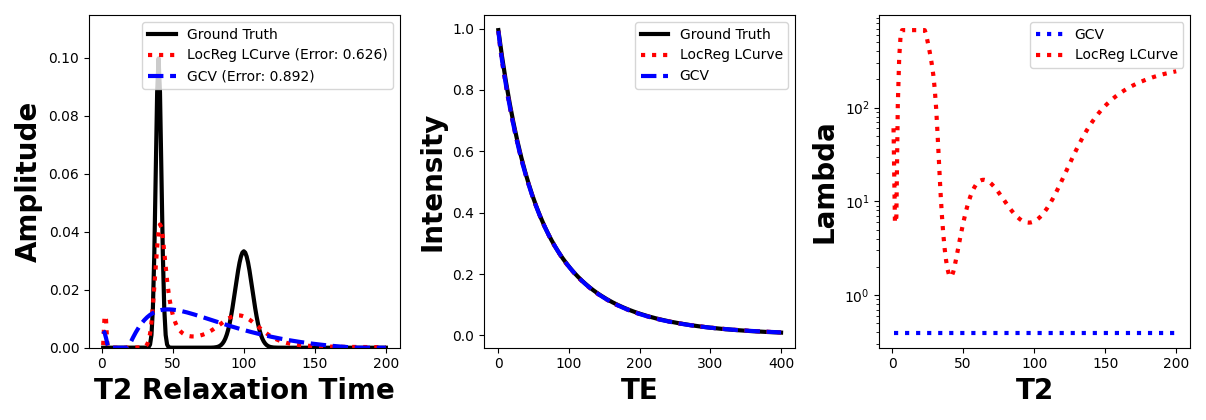 Amplitude
0.10
0.08
0.06
0.04
0.02
0.00
Ground Truth
LocReg LCurve (Error: 0.626)
GCV (Error: 0.892)
0 50 100 150 200
T2 Relaxation Time
Intensity
1.0
0.8
0.6
0.4
0.2
0.0
Ground Truth
LocReg LCurve
GCV
0 100 200 300 400
TE
Lambda
10²
10¹
10⁰
GCV
LocReg LCurve
0 50 100 150 200
T2